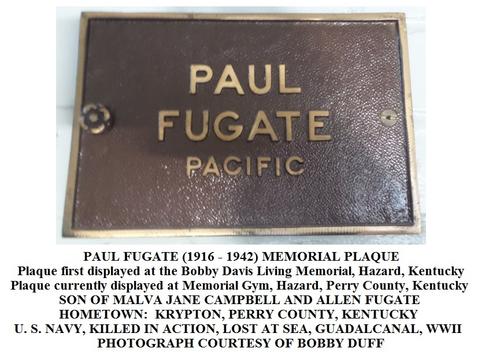 PAUL
FUGATE
PACIFIC
PAUL FUGATE (1916 - 1942) MEMORIAL PLAQUE
Plaque first displayed at the Bobby Davis Living Memorial, Hazard, Kentucky
Plaque currently displayed at Memorial Gym, Hazard, Perry County, Kentucky
SON OF MALVA JANE CAMPBELL AND ALLEN FUGATE
HOMETOWN:  KRYPTON, PERRY COUNTY, KENTUCKY
U. S. NAVY, KILLED IN ACTION, LOST AT SEA, GUADALCANAL, WWII
PHOTOGRAPH COURTESY OF BOBBY DUFF